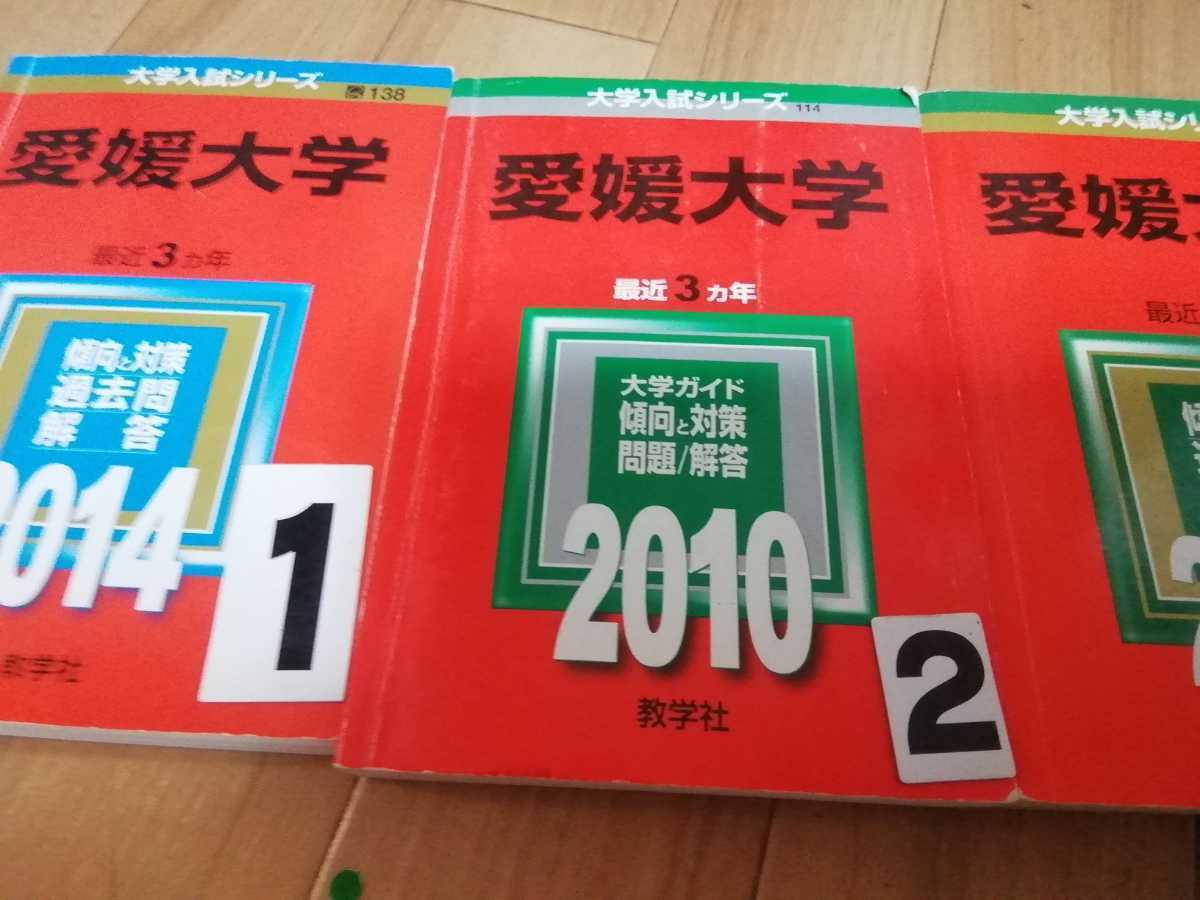 大学入試シリーズ
138
愛媛大学
最近3ヵ年
傾向と対策
過去問
解答
2014
教学社
1
大学入試シリーズ
114
愛媛大学
最近3ヵ年
大学ガイド
傾向と対策
問題/解答
2010
教学社
2
大学入試シリ
愛媛
最近